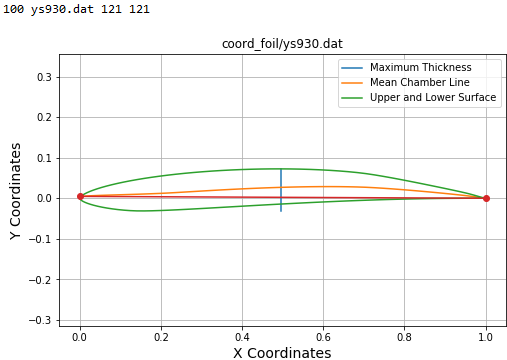 100 ys930.dat 121 121
coord_foil/ys930.dat
Maximum Thickness
Mean Chamber Line
Upper and Lower Surface
Y Coordinates
0.3
0.2
0.1
0.0
−0.1
−0.2
−0.3
0.0 0.2 0.4 0.6 0.8 1.0
X Coordinates